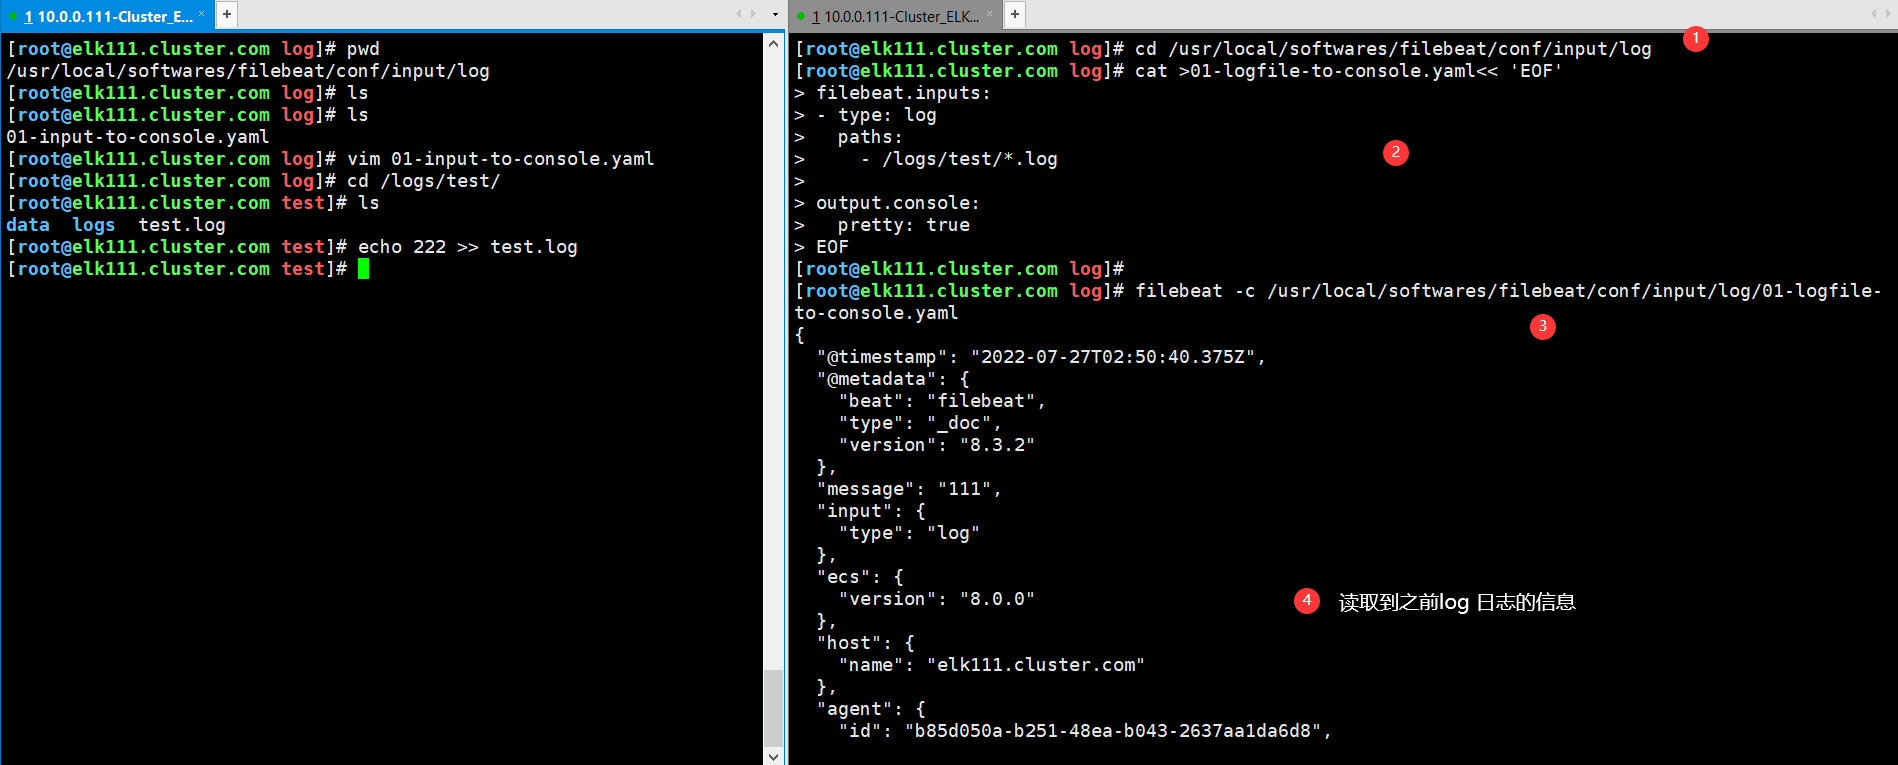 1 10.0.0.111-Cluster_E... × +
[root@elk111.cluster.com log]# pwd
/usr/local/softwares/filebeat/conf/input/log
[root@elk111.cluster.com log]# ls
[root@elk111.cluster.com log]# ls
01-input-to-console.yaml
[root@elk111.cluster.com log]# vim 01-input-to-console.yaml
[root@elk111.cluster.com log]# cd /logs/test/
[root@elk111.cluster.com test]# ls
data  logs  test.log
[root@elk111.cluster.com test]# echo 222 >> test.log
[root@elk111.cluster.com test]#
1 10.0.0.111-Cluster_ELK... × +
[root@elk111.cluster.com log]# cd /usr/local/softwares/filebeat/conf/input/log
1
[root@elk111.cluster.com log]# cat >01-logfile-to-console.yaml<< 'EOF'
> filebeat.inputs:
> - type: log
>   paths:
>     - /logs/test/*.log
2
>
> output.console:
>   pretty: true
> EOF
[root@elk111.cluster.com log]#
[root@elk111.cluster.com log]# filebeat -c /usr/local/softwares/filebeat/conf/input/log/01-logfile-
to-console.yaml
3
{
  "@timestamp": "2022-07-27T02:50:40.375Z",
  "@metadata": {
    "beat": "filebeat",
    "type": "_doc",
    "version": "8.3.2"
  },
  "message": "111",
  "input": {
    "type": "log"
  },
  "ecs": {
    "version": "8.0.0"
4 读取到之前log 日志的信息
  },
  "host": {
    "name": "elk111.cluster.com"
  },
  "agent": {
    "id": "b85d050a-b251-48ea-b043-2637aa1da6d8",